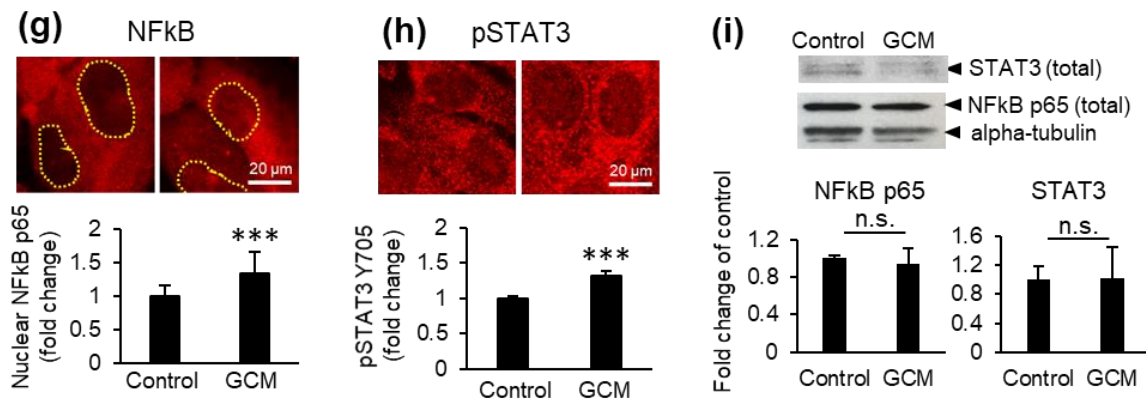 (g) NFkB
20 µm
Nuclear NFkB p65
(fold change)
2
1.5
1
0.5
0
***
Control GCM
(h) pSTAT3
20 µm
pSTAT3 Y705
(fold change)
2
1.5
1
0.5
0
***
Control GCM
(i)
Control GCM
STAT3 (total)
NFkB p65 (total)
alpha-tubulin
Fold change of control
NFkB p65
1.2
0.8
0.4
0
n.s.
Control GCM
STAT3
1.6
1.2
0.8
0.4
0
n.s.
Control GCM